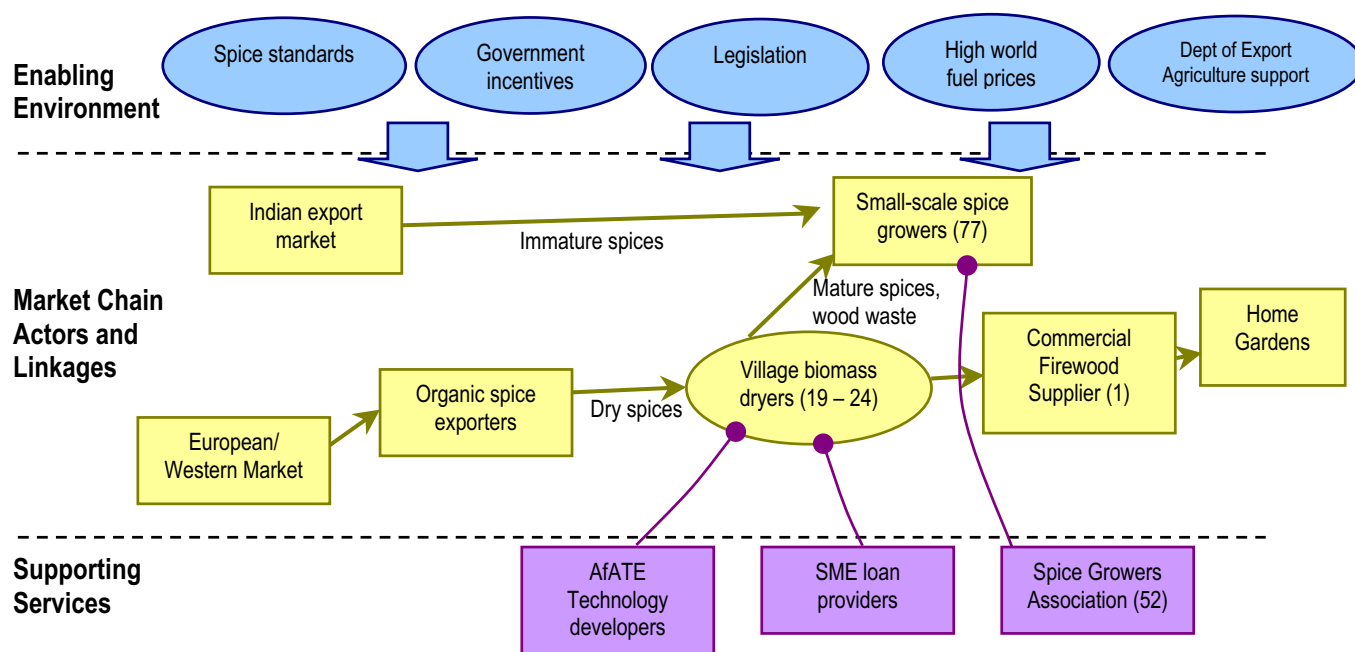 Enabling
Environment
Spice standards
Government
incentives
Legislation
High world
fuel prices
Dept of Export
Agriculture support
Market Chain
Actors and
Linkages
Indian export
market
Immature spices
Small-scale spice
growers (77)
Mature spices,
wood waste
European/
Western Market
Organic spice
exporters
Dry spices
Village biomass
dryers (19 – 24)
Commercial
Firewood
Supplier (1)
Home
Gardens
Supporting
Services
AfATE
Technology
developers
SME loan
providers
Spice Growers
Association (52)